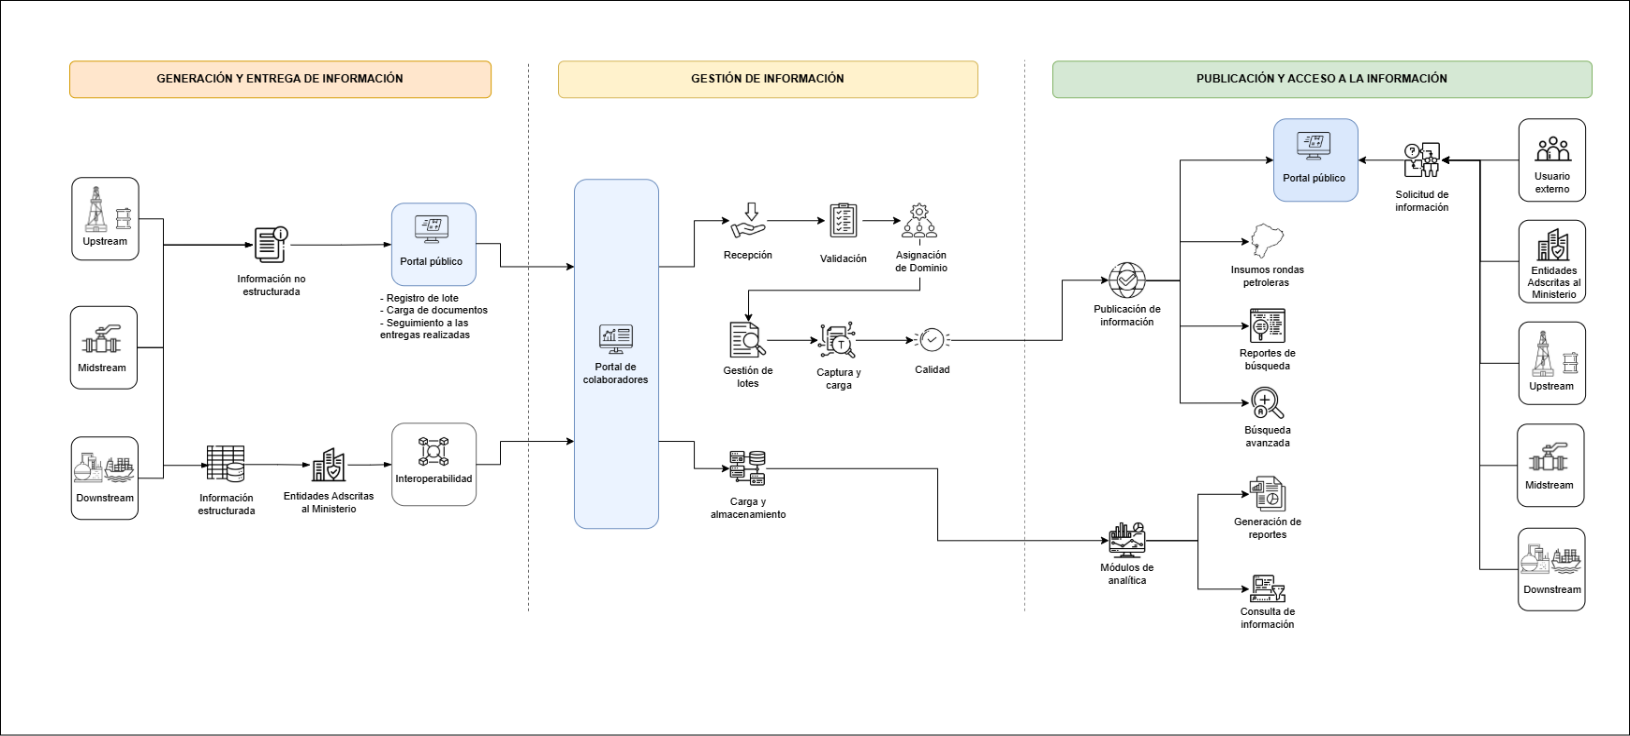 GENERACIÓN Y ENTREGA DE INFORMACIÓN
GESTIÓN DE INFORMACIÓN
PUBLICACIÓN Y ACCESO A LA INFORMACIÓN
Upstream
Midstream
Downstream
Información no
estructurada
Portal público
- Registro de lote
- Carga de documentos
- Seguimiento a las
entregas realizadas
Información
estructurada
Entidades Adscritas
al Ministerio
Interoperabilidad
Portal de
colaboradores
Recepción
Validación
Asignación
de Dominio
Gestión de
lotes
Captura y
carga
Calidad
Carga y
almacenamiento
Publicación de
información
Portal público
Insumos rondas
petroleras
Reportes de
búsqueda
Búsqueda
avanzada
Módulos de
analítica
Generación de
reportes
Consulta de
información
Solicitud de
información
Usuario
externo
Entidades
Adscritas al
Ministerio
Upstream
Midstream
Downstream